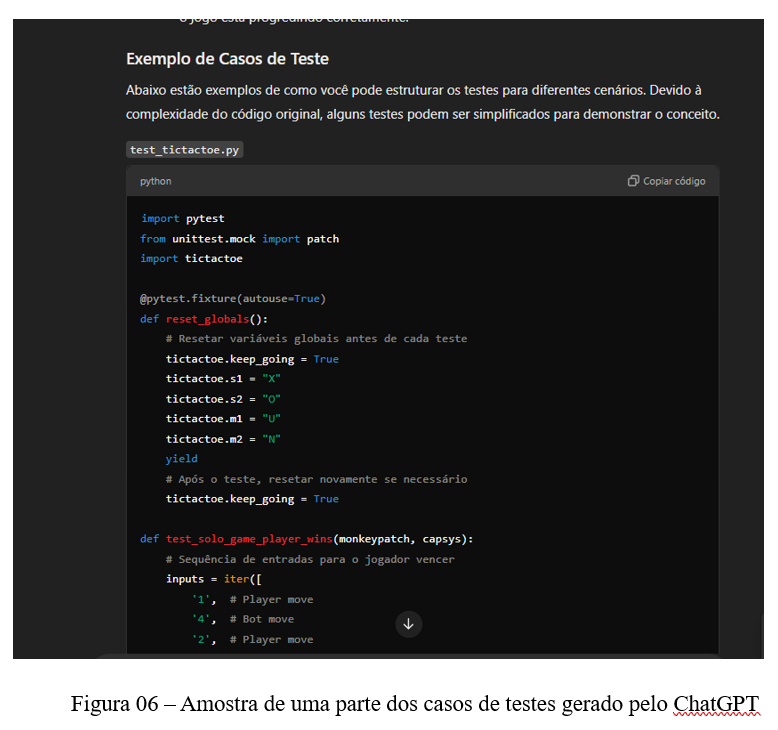 o jogo está progredindo corretamente.
Exemplo de Casos de Teste
Abaixo estão exemplos de como você pode estruturar os testes para diferentes cenários. Devido à
complexidade do código original, alguns testes podem ser simplificados para demonstrar o conceito.
test_tictactoe.py
python Copiar código
import pytest
from unittest.mock import patch
import tictactoe
@pytest.fixture(autouse=True)
def reset_globals():
# Resetar variáveis globais antes de cada teste
tictactoe.keep_going = True
tictactoe.s1 = "X"
tictactoe.s2 = "O"
tictactoe.m1 = "U"
tictactoe.m2 = "N"
yield
# Após o teste, resetar novamente se necessário
tictactoe.keep_going = True
def test_solo_game_player_wins(monkeypatch, capsys):
# Sequência de entradas para o jogador vencer
inputs = iter([
'1', # Player move
'4', # Bot move
'2', # Player move
Figura 06 – Amostra de uma parte dos casos de testes gerado pelo ChatGPT